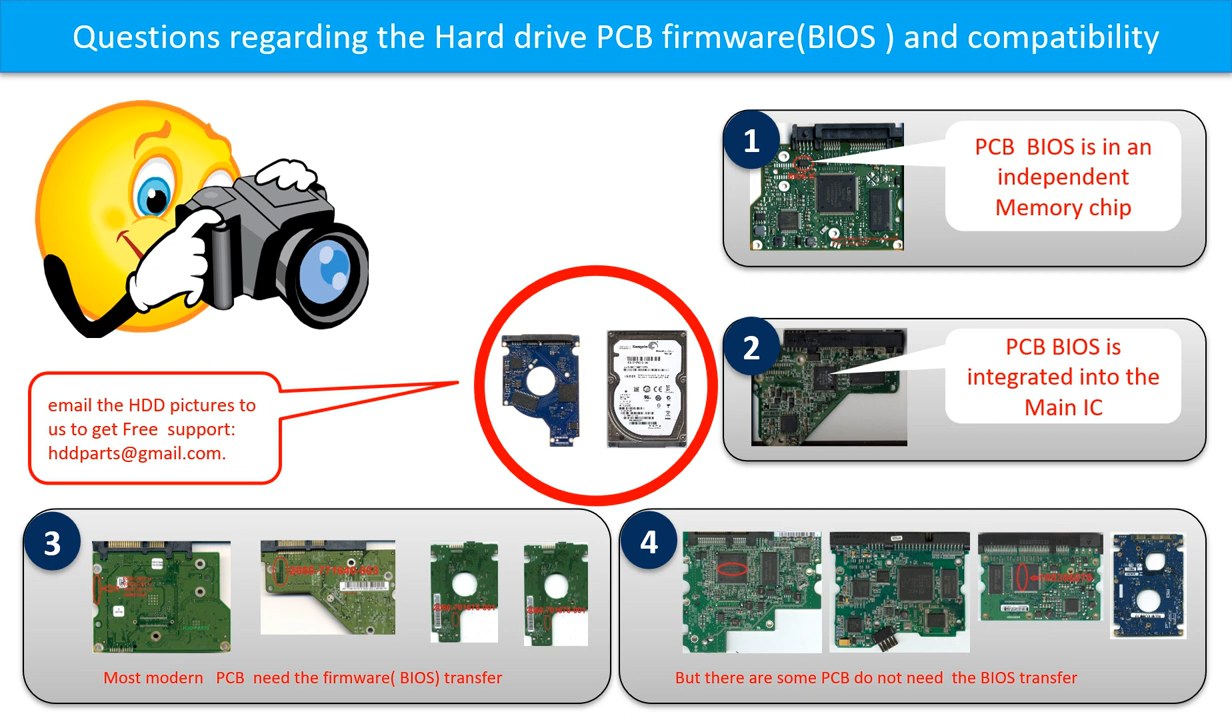 Questions regarding the Hard drive PCB firmware(BIOS ) and compatibility
1
PCB BIOS is in an
independent
Memory chip
2
PCB BIOS is
integrated into the
Main IC
email the HDD pictures to
us to get Free support:
hddparts@gmail.com.
Seagate
3
Most modern PCB need the firmware( BIOS) transfer
4
But there are some PCB do not need the BIOS transfer